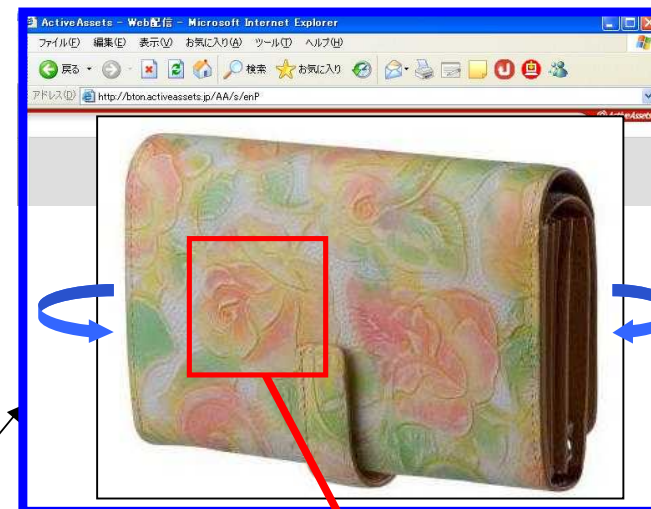 ActiveAssets - Web配信 - Microsoft Internet Explorer
ファイル(F) 編集(E) 表示(V) お気に入り(A) ツール(T) ヘルプ(H)
戻る 検索 お気に入り
アドレス(D) http://bton.activeassets.jp/AA/s/enP
ActiveAssets